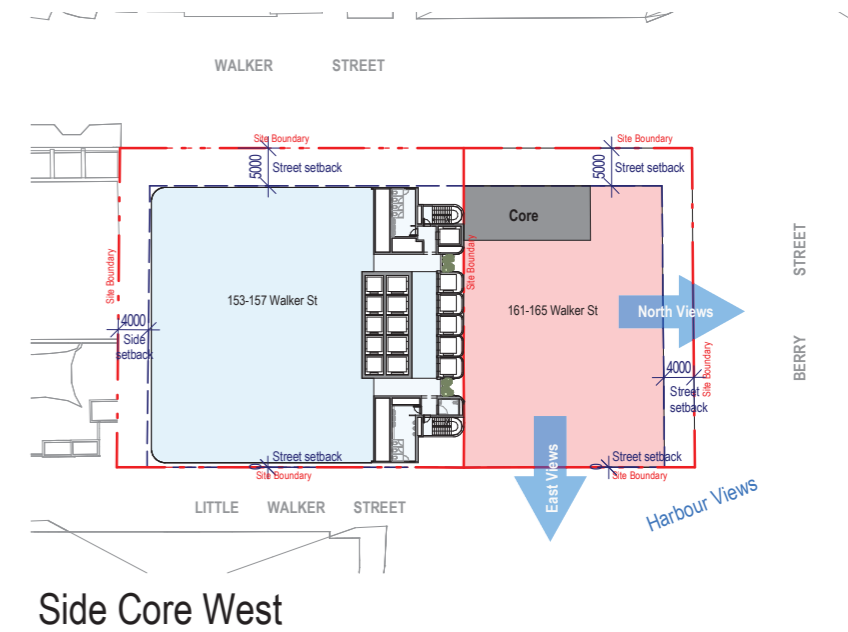 WALKER STREET
Site Boundary
Site Boundary
5000
Street setback
5000
Street setback
Core
Site Boundary
Site Boundary
STREET
153-157 Walker St
161-165 Walker St
North Views
4000
Side
setback
BERRY
4000
Street
setback
Site Boundary
East Views
0
Street setback
Site Boundary
0
Street setback
Site Boundary
LITTLE WALKER STREET
Harbour Views
Side Core West